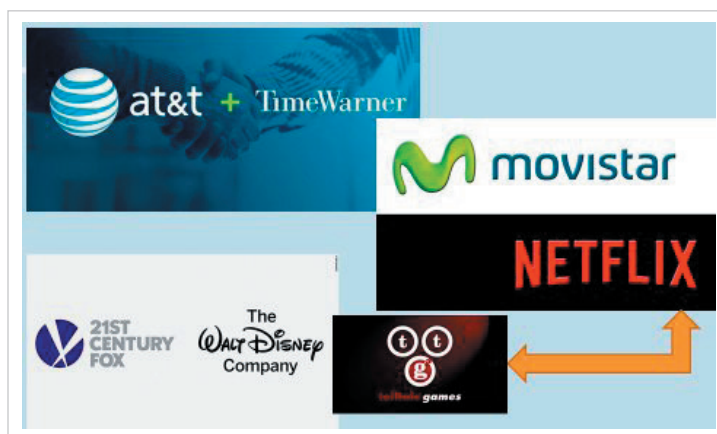 at&t + TimeWarner
movistar
NETFLIX
21ST
CENTURY
FOX
The
WALT DISNEY
Company
t t
g
telltale games